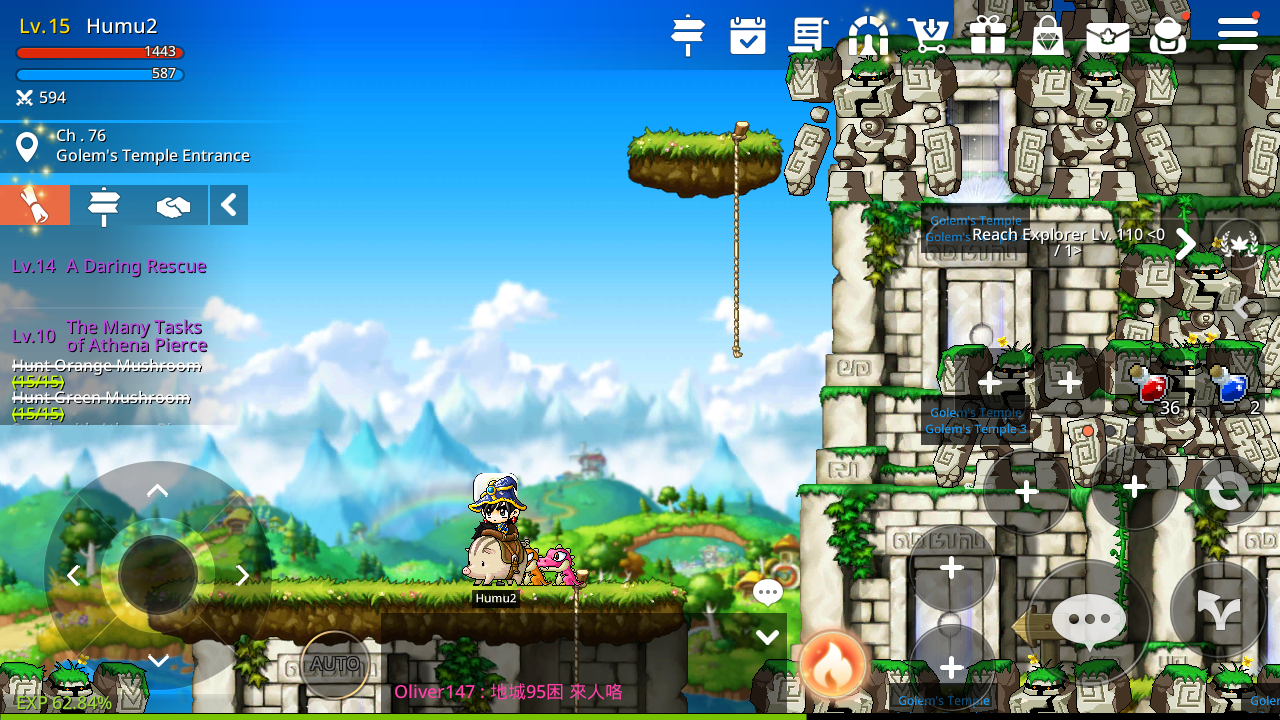 Lv.15 Humu2
1443
587
594
Ch . 76
Golem's Temple Entrance
Lv.14 A Daring Rescue
Lv.10 The Many Tasks
of Athena Pierce
Hunt Orange Mushroom
(15/15)
Hunt Green Mushroom
(15/15)
Golem's Temple
Reach Explorer Lv. 110 <0
/ 1>
36
2
Golem's Temple
Golem's Temple 3
Humu2
AUTO
Oliver147 : 地城95困 來人咯
EXP 62.84%
Golem's Temple